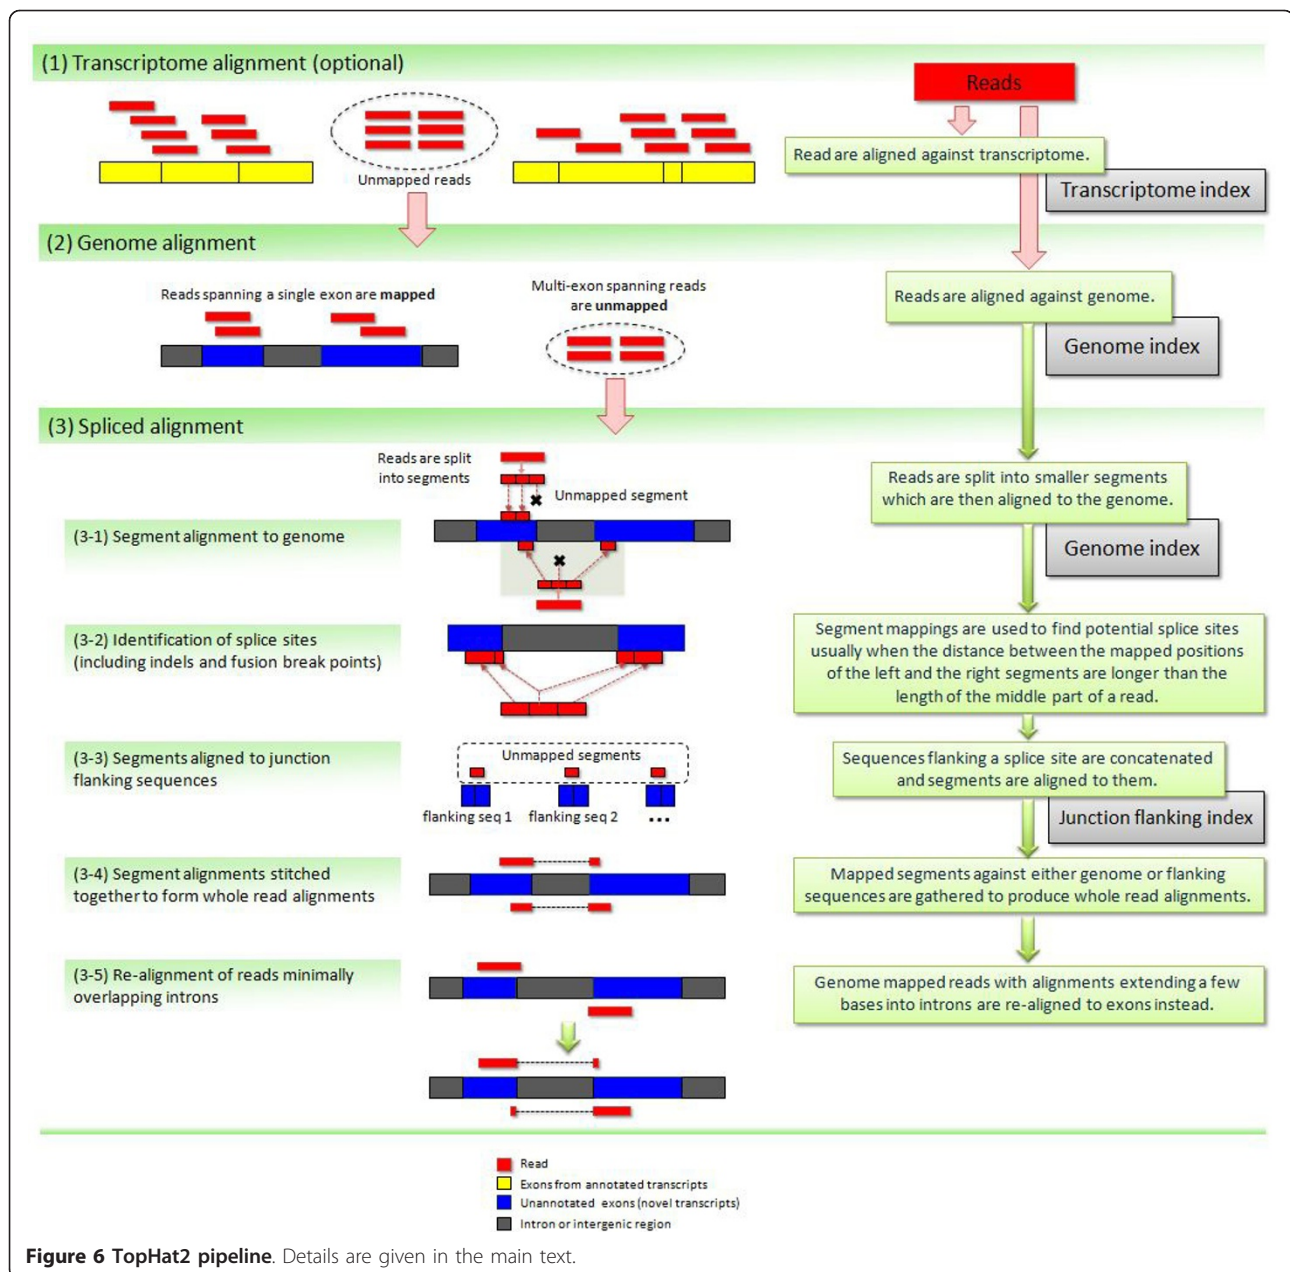 (1) Transcriptome alignment (optional)
Reads
Unmapped reads
Read are aligned against transcriptome.
Transcriptome index
(2) Genome alignment
Reads spanning a single exon are mapped
Multi-exon spanning reads
are unmapped
Reads are aligned against genome.
Genome index
(3) Spliced alignment
Reads are split
into segments
Unmapped segment
Reads are split into smaller segments
which are then aligned to the genome.
Genome index
(3-1) Segment alignment to genome
(3-2) Identification of splice sites
(including indels and fusion break points)
Segment mappings are used to find potential splice sites
usually when the distance between the mapped positions
of the left and the right segments are longer than the
length of the middle part of a read.
(3-3) Segments aligned to junction
flanking sequences
Unmapped segments
flanking seq 1
flanking seq 2
...
Sequences flanking a splice site are concatenated
and segments are aligned to them.
Junction flanking index
(3-4) Segment alignments stitched
together to form whole read alignments
Mapped segments against either genome or flanking
sequences are gathered to produce whole read alignments.
(3-5) Re-alignment of reads minimally
overlapping introns
Genome mapped reads with alignments extending a few
bases into introns are re-aligned to exons instead.
Read
Exons from annotated transcripts
Unannotated exons (novel transcripts)
Intron or intergenic region
Figure 6 TopHat2 pipeline. Details are given in the main text.